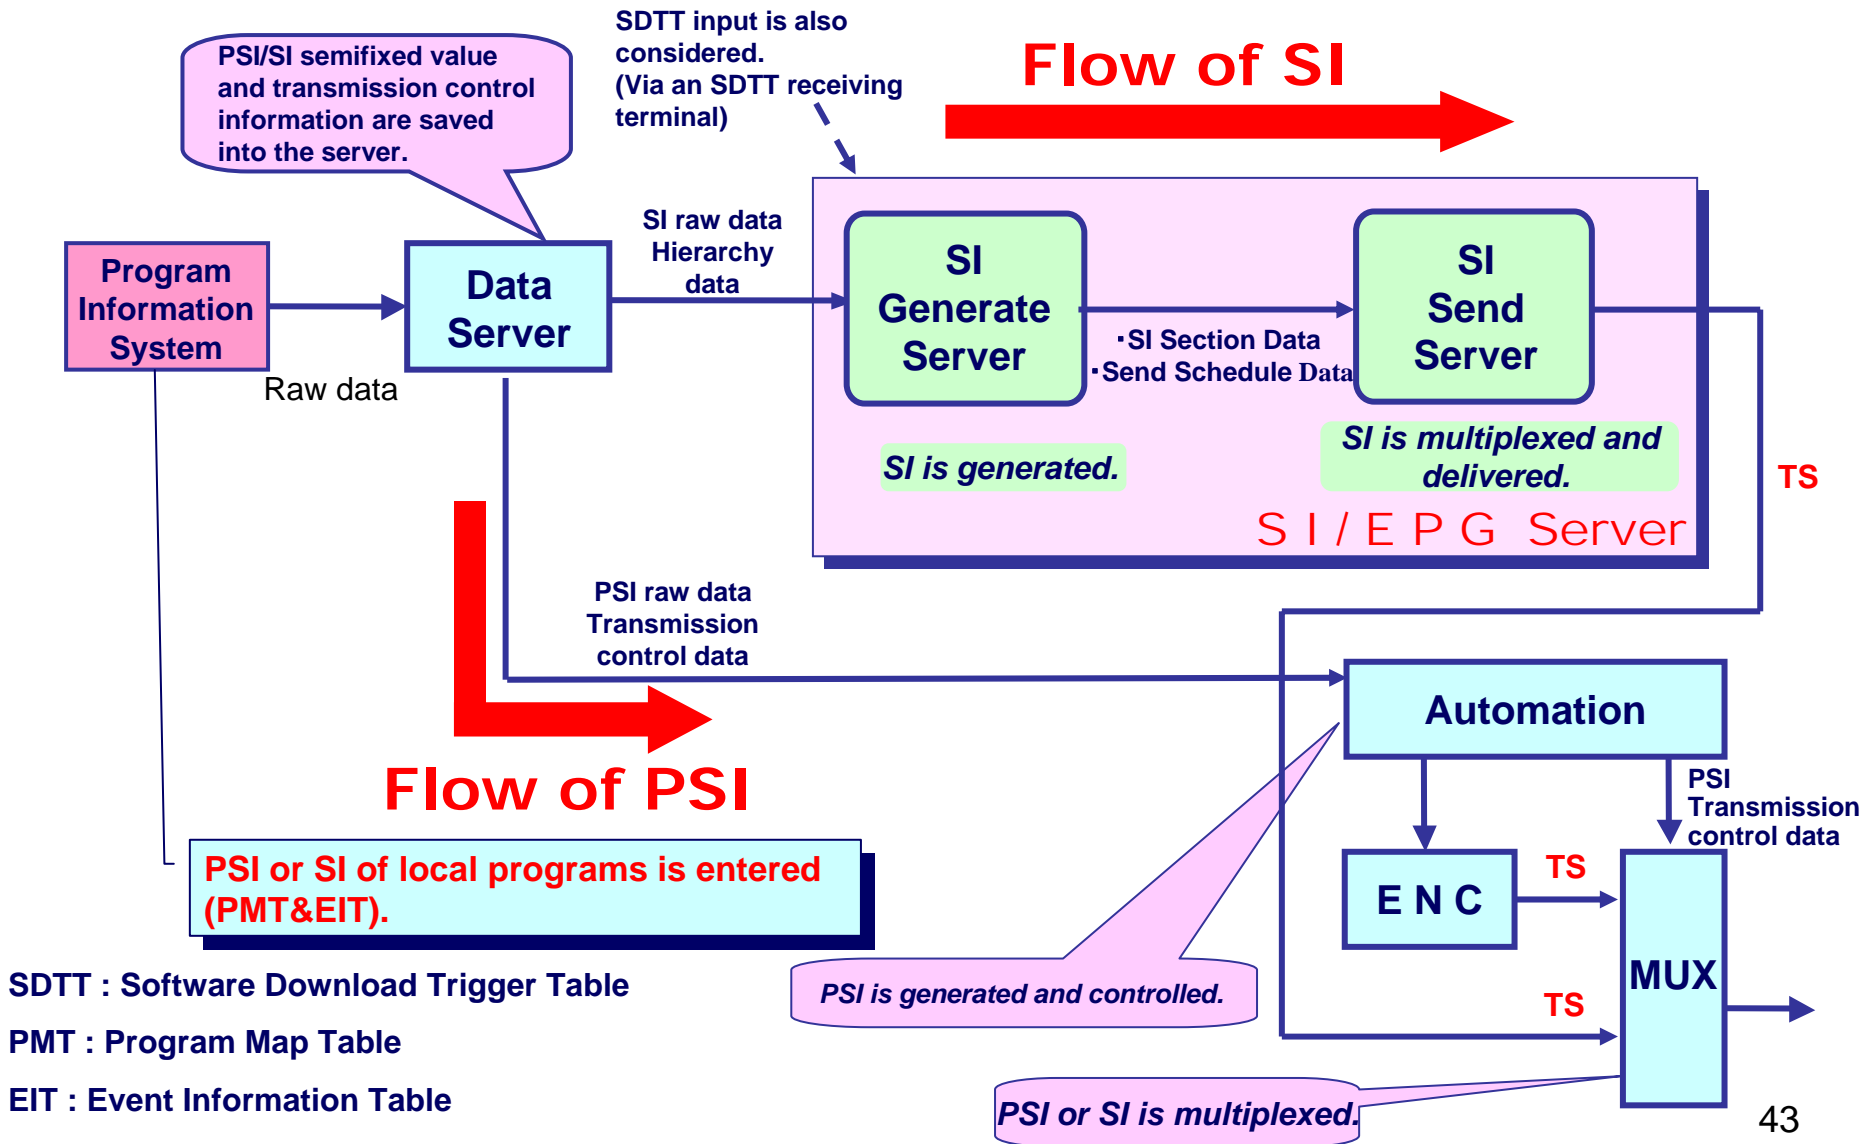 SDTT input is also
considered.
(Via an SDTT receiving
terminal)
Flow of SI
PSI/SI semifixed value
and transmission control
information are saved
into the server.
Program
Information
System
Raw data
Data
Server
SI raw data
Hierarchy
data
SI
Generate
Server
・SI Section Data
・Send Schedule Data
SI
Send
Server
SI is generated.
SI is multiplexed and
delivered.
SI/EPG Server
TS
PSI raw data
Transmission
control data
Flow of PSI
Automation
PSI
Transmission
control data
PSI or SI of local programs is entered
(PMT&EIT).
ENC
TS
MUX
TS
PSI is generated and controlled.
PSI or SI is multiplexed.
SDTT : Software Download Trigger Table
PMT : Program Map Table
EIT : Event Information Table
43